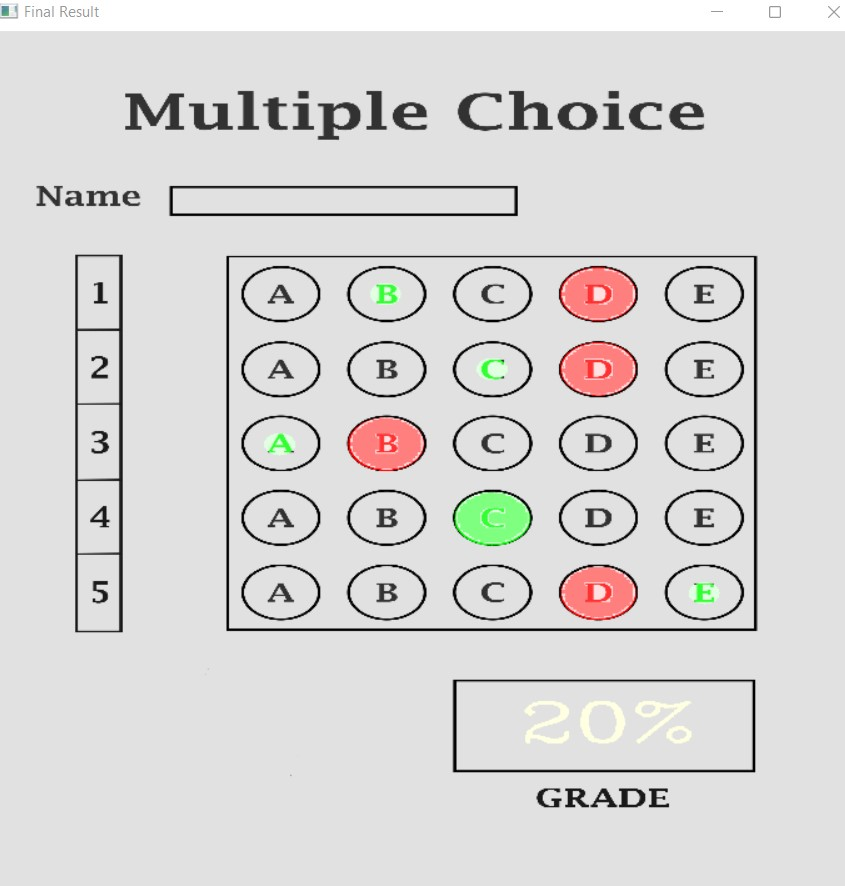 Final Result
Multiple Choice
Name
1 A B C D E
2 A B C D E
3 A B C D E
4 A B C D E
5 A B C D E
20%
GRADE